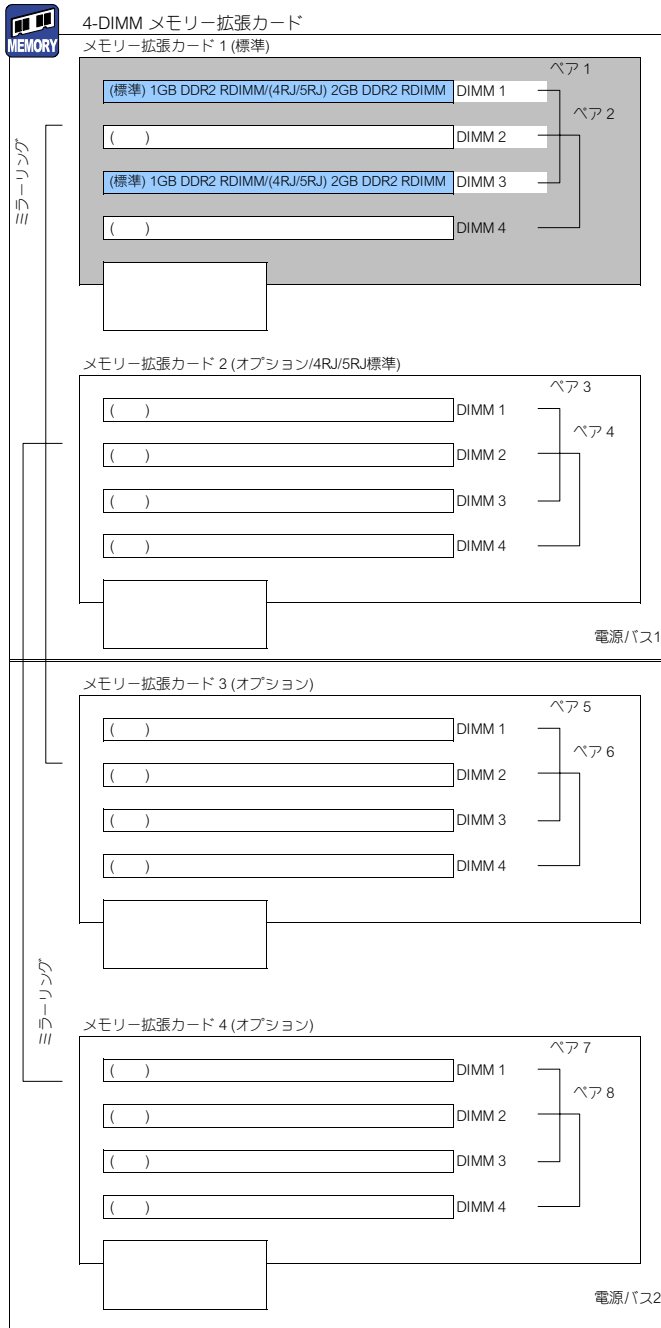 MEMORY
4-DIMM メモリー拡張カード
メモリー拡張カード 1 (標準)
ペア 1
(標準) 1GB DDR2 RDIMM/(4RJ/5RJ) 2GB DDR2 RDIMM DIMM 1
ペア 2
( ) DIMM 2
ミラーリング
(標準) 1GB DDR2 RDIMM/(4RJ/5RJ) 2GB DDR2 RDIMM DIMM 3
( ) DIMM 4
メモリー拡張カード 2 (オプション/4RJ/5RJ標準)
ペア 3
( ) DIMM 1
ペア 4
( ) DIMM 2
( ) DIMM 3
( ) DIMM 4
電源バス1
メモリー拡張カード 3 (オプション)
ペア 5
( ) DIMM 1
ペア 6
( ) DIMM 2
( ) DIMM 3
( ) DIMM 4
ミラーリング
メモリー拡張カード 4 (オプション)
ペア 7
( ) DIMM 1
ペア 8
( ) DIMM 2
( ) DIMM 3
( ) DIMM 4
電源バス2